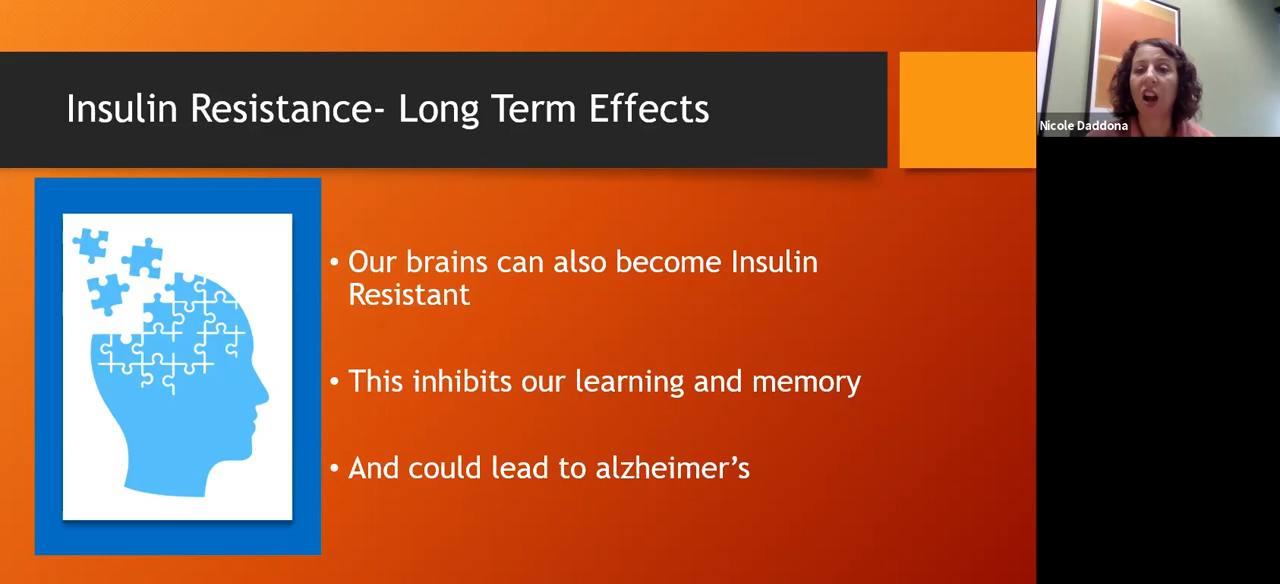 Insulin Resistance- Long Term Effects
Nicole Daddona
• Our brains can also become Insulin
Resistant
• This inhibits our learning and memory
• And could lead to alzheimer’s